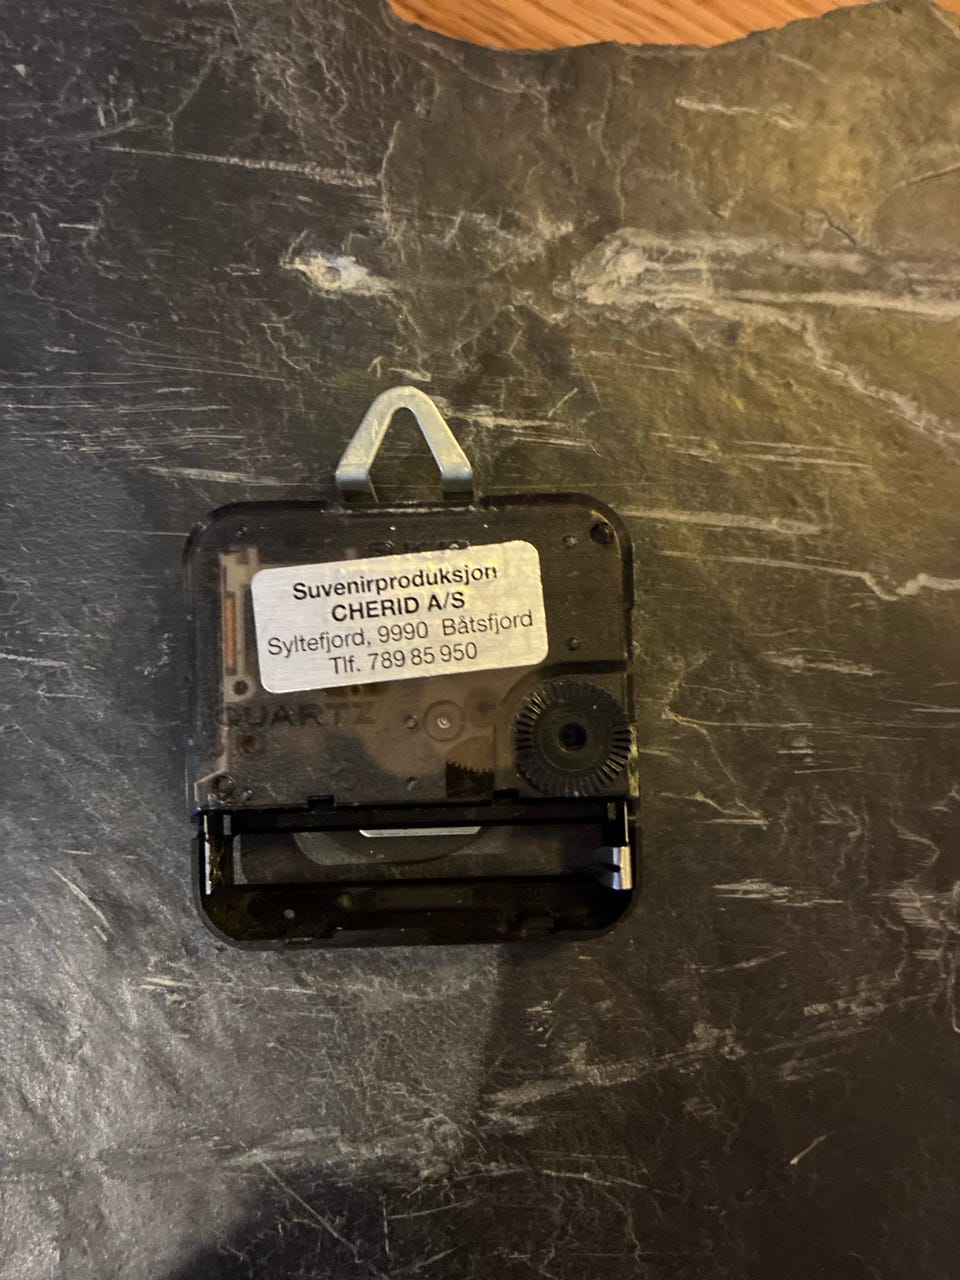 Suvenirproduksjon
CHERID A/S
Syltefjord, 9990 Båtsfjord
Tlf. 789 85 950
QUARTZ